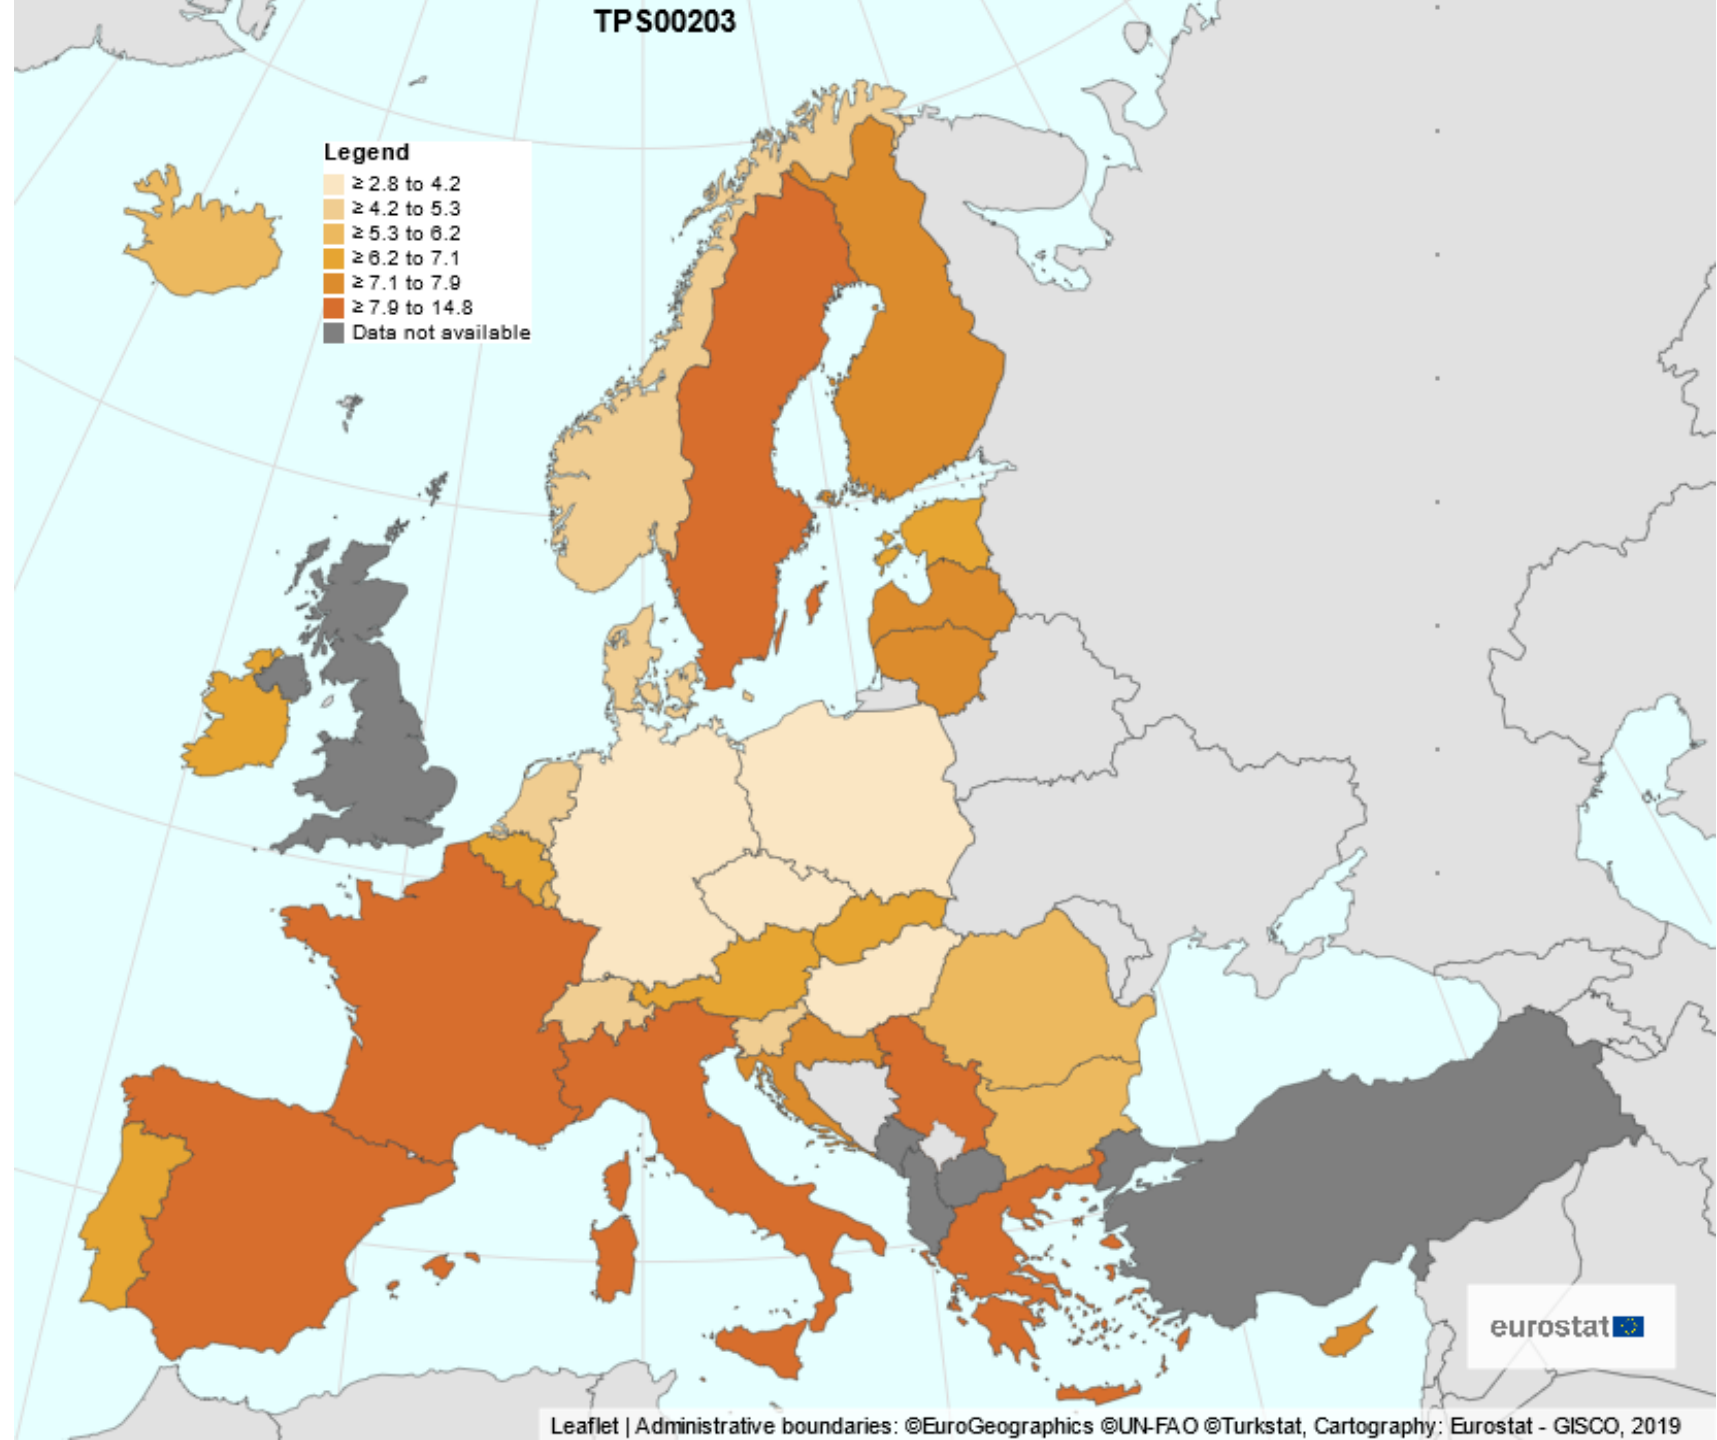 TPS00203
Legend
≥ 2.8 to 4.2
≥ 4.2 to 5.3
≥ 5.3 to 6.2
≥ 6.2 to 7.1
≥ 7.1 to 7.9
≥ 7.9 to 14.8
Data not available
eurostat
Leaflet | Administrative boundaries: ©EuroGeographics ©UN-FAO ©Turkstat, Cartography: Eurostat - GISCO, 2019